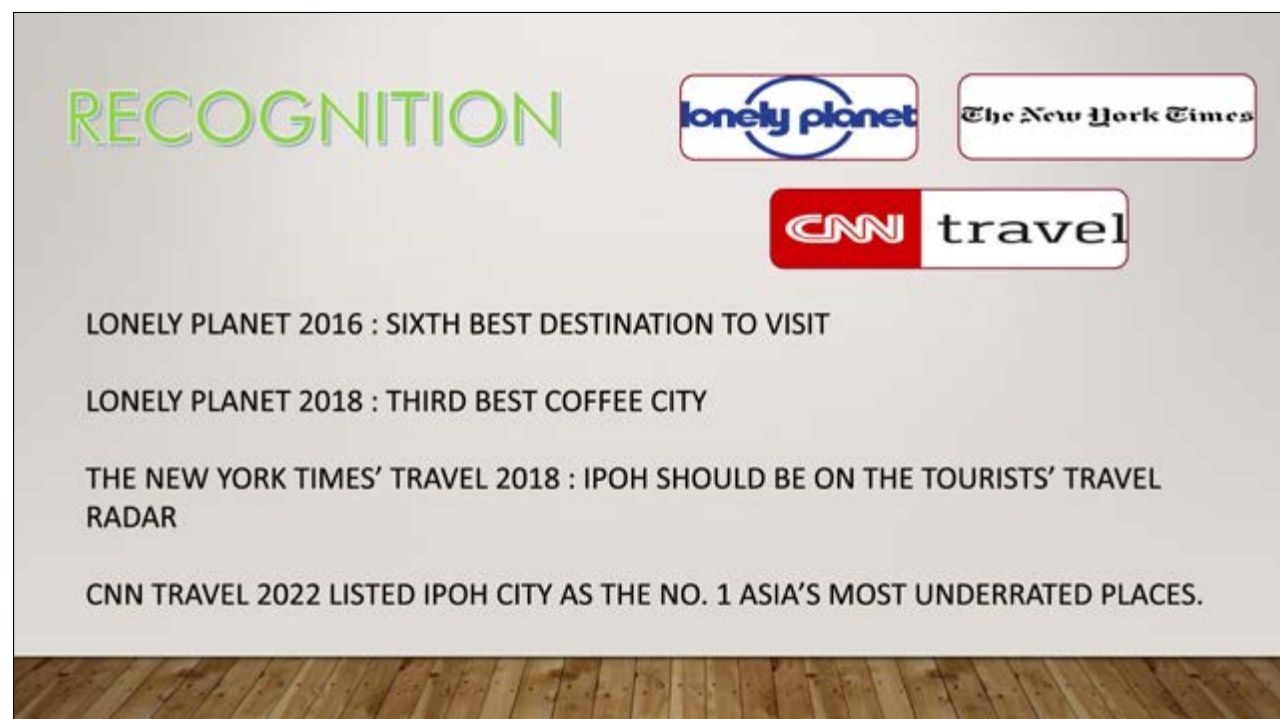 RECOGNITION
lonely planet
The New York Times
CNN travel
LONELY PLANET 2016 : SIXTH BEST DESTINATION TO VISIT
LONELY PLANET 2018 : THIRD BEST COFFEE CITY
THE NEW YORK TIMES’ TRAVEL 2018 : IPOH SHOULD BE ON THE TOURISTS’ TRAVEL
RADAR
CNN TRAVEL 2022 LISTED IPOH CITY AS THE NO. 1 ASIA’S MOST UNDERRATED PLACES.